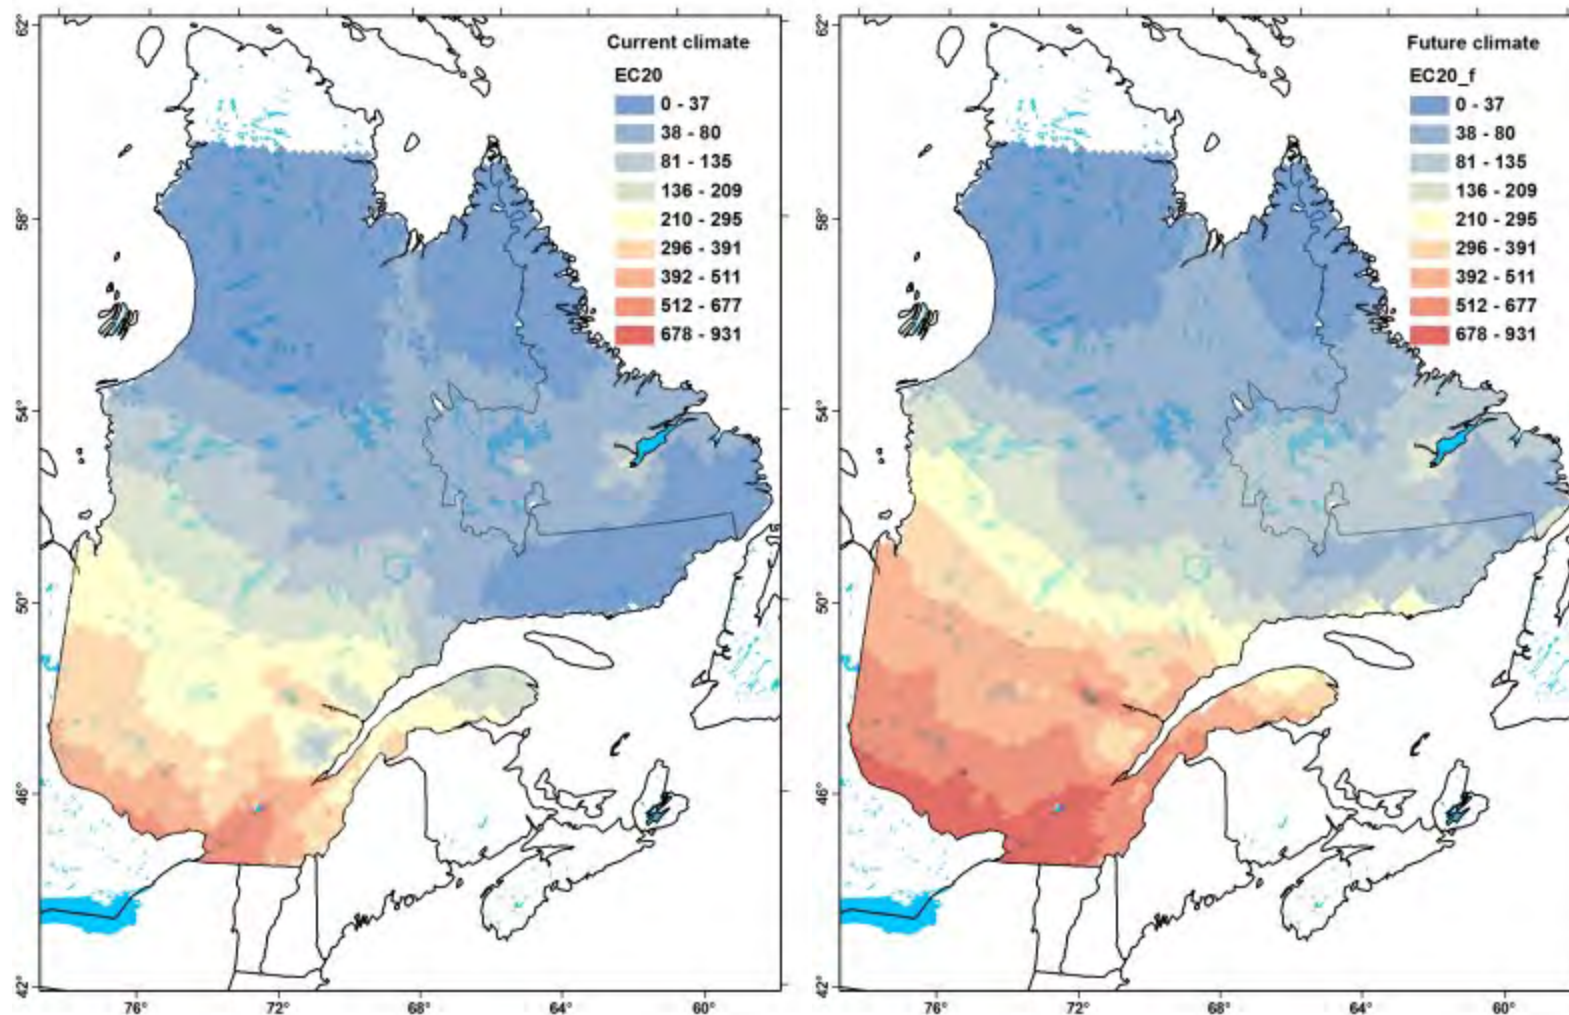 Current climate
EC20
0 - 37
38 - 80
81 - 135
136 - 209
210 - 295
296 - 391
392 - 511
512 - 677
678 - 931
62°
58°
54°
50°
46°
42°
76°
72°
68°
64°
60°
Future climate
EC20_f
0 - 37
38 - 80
81 - 135
136 - 209
210 - 295
296 - 391
392 - 511
512 - 677
678 - 931
62°
58°
54°
50°
46°
42°
76°
72°
68°
64°
60°